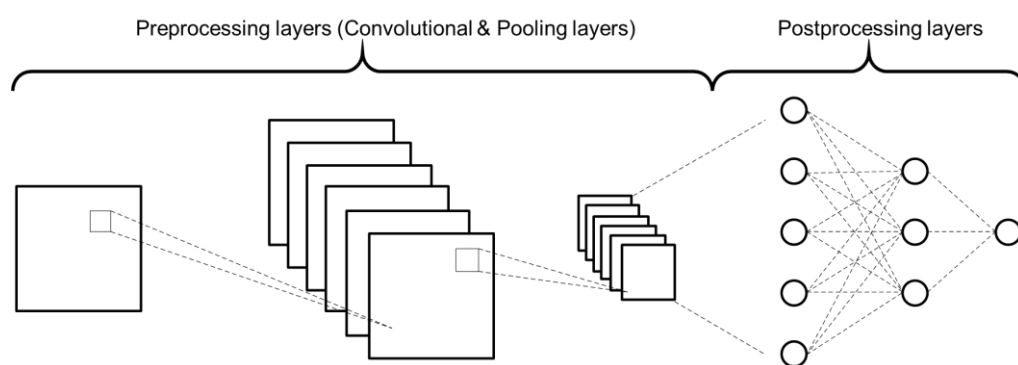 Preprocessing layers (Convolutional & Pooling layers)
Postprocessing layers